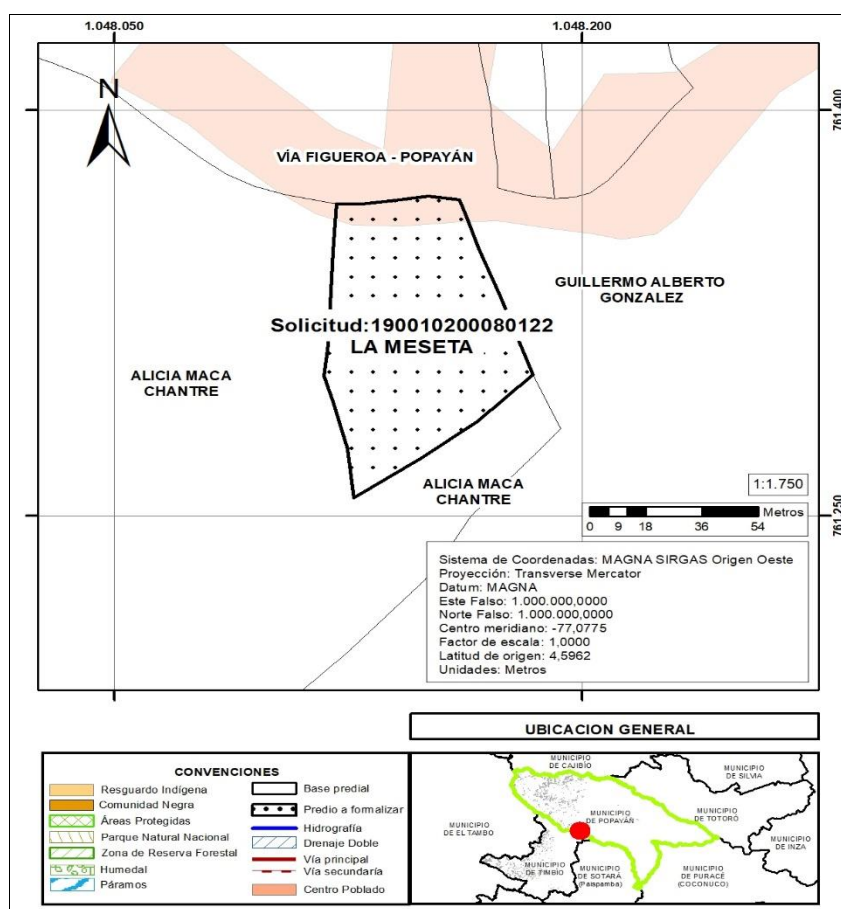 1.048.050
1.048.200
N
761.400
VÍA FIGUEROA - POPAYÁN
GUILLERMO ALBERTO
GONZALEZ
Solicitud:190010200080122
LA MESETA
ALICIA MACA
CHANTRE
ALICIA MACA
CHANTRE
1:1.750
Metros
0 9 18 36 54
761.250
Sistema de Coordenadas: MAGNA SIRGAS Origen Oeste
Proyección: Transverse Mercator
Datum: MAGNA
Este Falso: 1.000.000,0000
Norte Falso: 1.000.000,0000
Centro meridiano: -77,0775
Factor de escala: 1,0000
Latitud de origen: 4,5962
Unidades: Metros
UBICACION GENERAL
CONVENCIONES
Resguardo Indígena
Comunidad Negra
Áreas Protegidas
Parque Natural Nacional
Zona de Reserva Forestal
Humedal
Páramos
Base predial
Predio a formalizar
Hidrografía
Drenaje Doble
Vía principal
Vía secundaría
Centro Poblado
MUNICIPIO
DE CAJIBÍO
MUNICIPIO
DE SILVIA
MUNICIPIO
DE EL TAMBO
MUNICIPIO
DE POPAYÁN
MUNICIPIO
DE TOTORÓ
MUNICIPIO
DE INZA
MUNICIPIO
DE TIMBÍO
MUNICIPIO
DE SOTARÁ
(Paispamba)
MUNICIPIO
DE PURACÉ
(COCONUCO)